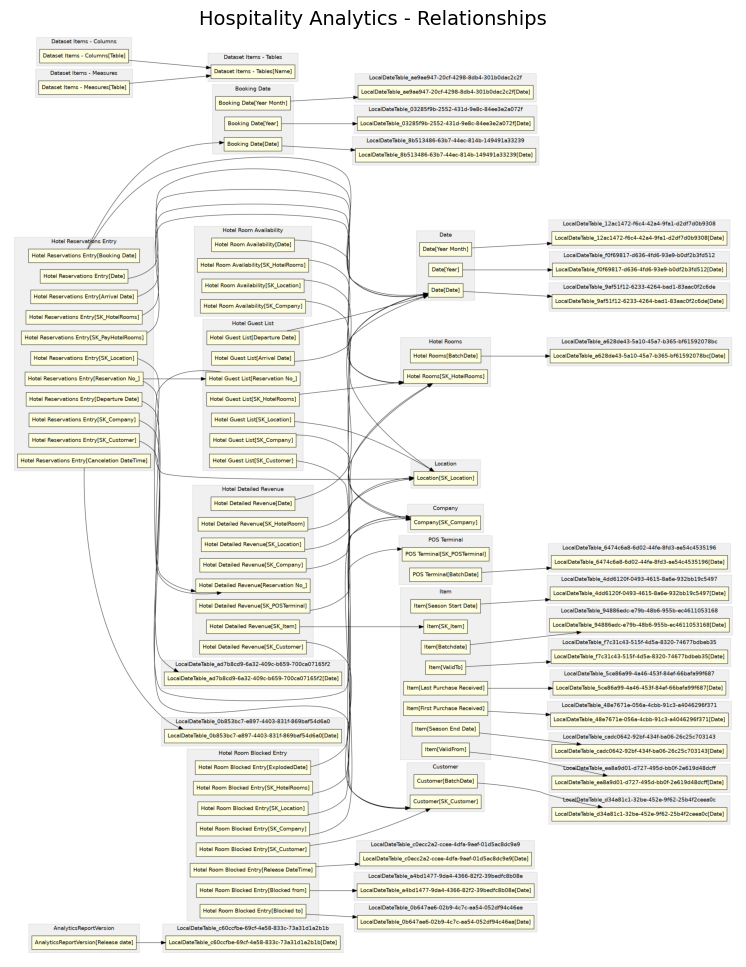 Hospitality Analytics - Relationships
Dataset Items - Columns
Dataset Items - Columns[Table]
Dataset Items - Measures
Dataset Items - Measures[Table]
Dataset Items - Tables
Dataset Items - Tables[Name]
Booking Date
Booking Date[Year Month]
Booking Date[Year]
Booking Date[Date]
LocalDateTable_ae9ae947-20cf-4298-8db4-301b0dac2c2f
LocalDateTable_ae9ae947-20cf-4298-8db4-301b0dac2c2f[Date]
LocalDateTable_03285f9b-2552-431d-9e8c-84ee3e2a072f
LocalDateTable_03285f9b-2552-431d-9e8c-84ee3e2a072f[Date]
LocalDateTable_8b513486-63b7-44ec-814b-149491a33239
LocalDateTable_8b513486-63b7-44ec-814b-149491a33239[Date]
Hotel Reservations Entry
Hotel Reservations Entry[Booking Date]
Hotel Reservations Entry[Date]
Hotel Reservations Entry[Arrival Date]
Hotel Reservations Entry[SK_HotelRooms]
Hotel Reservations Entry[SK_PayHotelRooms]
Hotel Reservations Entry[SK_Location]
Hotel Reservations Entry[Reservation No_]
Hotel Reservations Entry[Departure Date]
Hotel Reservations Entry[SK_Company]
Hotel Reservations Entry[SK_Customer]
Hotel Reservations Entry[Cancelation DateTime]
Hotel Room Availability
Hotel Room Availability[Date]
Hotel Room Availability[SK_HotelRooms]
Hotel Room Availability[SK_Location]
Hotel Room Availability[SK_Company]
Hotel Guest List
Hotel Guest List[Departure Date]
Hotel Guest List[Arrival Date]
Hotel Guest List[Reservation No_]
Hotel Guest List[SK_HotelRooms]
Hotel Guest List[SK_Location]
Hotel Guest List[SK_Company]
Hotel Guest List[SK_Customer]
Hotel Detailed Revenue
Hotel Detailed Revenue[Date]
Hotel Detailed Revenue[SK_HotelRoom]
Hotel Detailed Revenue[SK_Location]
Hotel Detailed Revenue[SK_Company]
Hotel Detailed Revenue[Reservation No_]
Hotel Detailed Revenue[SK_POSTerminal]
Hotel Detailed Revenue[SK_Item]
Hotel Detailed Revenue[SK_Customer]
LocalDateTable_ad7b8cd9-6a32-409c-b659-700ca07165f2
LocalDateTable_ad7b8cd9-6a32-409c-b659-700ca07165f2[Date]
LocalDateTable_0b853bc7-e897-4403-831f-869baf54d6a0
LocalDateTable_0b853bc7-e897-4403-831f-869baf54d6a0[Date]
Hotel Room Blocked Entry
Hotel Room Blocked Entry[ExplodedDate]
Hotel Room Blocked Entry[SK_HotelRooms]
Hotel Room Blocked Entry[SK_Location]
Hotel Room Blocked Entry[SK_Company]
Hotel Room Blocked Entry[SK_Customer]
Hotel Room Blocked Entry[Release DateTime]
Hotel Room Blocked Entry[Blocked from]
Hotel Room Blocked Entry[Blocked to]
Date
Date[Year Month]
Date[Year]
Date[Date]
Hotel Rooms
Hotel Rooms[BatchDate]
Hotel Rooms[SK_HotelRooms]
Location
Location[SK_Location]
Company
Company[SK_Company]
POS Terminal
POS Terminal[SK_POSTerminal]
POS Terminal[BatchDate]
Item
Item[Season Start Date]
Item[SK_Item]
Item[Batchdate]
Item[ValidTo]
Item[Last Purchase Received]
Item[First Purchase Received]
Item[Season End Date]
Item[ValidFrom]
Customer
Customer[BatchDate]
Customer[SK_Customer]
LocalDateTable_12ac1472-f6c4-42a4-9fa1-d2df7d0b9308
LocalDateTable_12ac1472-f6c4-42a4-9fa1-d2df7d0b9308[Date]
LocalDateTable_f0f69817-d636-4fd6-93e9-b0df2b3fd512
LocalDateTable_f0f69817-d636-4fd6-93e9-b0df2b3fd512[Date]
LocalDateTable_9af51f12-6233-4264-bad1-83aac0f2c6de
LocalDateTable_9af51f12-6233-4264-bad1-83aac0f2c6de[Date]
LocalDateTable_a628de43-5a10-45a7-b365-bf61592078bc
LocalDateTable_a628de43-5a10-45a7-b365-bf61592078bc[Date]
LocalDateTable_6474c6a8-6d02-44fe-8fd3-ae54c4535196
LocalDateTable_6474c6a8-6d02-44fe-8fd3-ae54c4535196[Date]
LocalDateTable_4dd6120f-0493-4615-8a6e-932bb19c5497
LocalDateTable_4dd6120f-0493-4615-8a6e-932bb19c5497[Date]
LocalDateTable_94886edc-e79b-48b6-955b-ec4611053168
LocalDateTable_94886edc-e79b-48b6-955b-ec4611053168[Date]
LocalDateTable_f7c31c43-515f-4d5a-8320-74677bdbeb35
LocalDateTable_f7c31c43-515f-4d5a-8320-74677bdbeb35[Date]
LocalDateTable_5ce86a99-4a46-453f-84af-66bafa99f687
LocalDateTable_5ce86a99-4a46-453f-84af-66bafa99f687[Date]
LocalDateTable_48e7671e-056a-4cbb-91c3-a4046296f371
LocalDateTable_48e7671e-056a-4cbb-91c3-a4046296f371[Date]
LocalDateTable_cadc0642-92bf-434f-ba06-26c25c703143
LocalDateTable_cadc0642-92bf-434f-ba06-26c25c703143[Date]
LocalDateTable_ea8a9d01-d727-495d-bb0f-2e619d48dcff
LocalDateTable_ea8a9d01-d727-495d-bb0f-2e619d48dcff[Date]
LocalDateTable_d34a81c1-32be-452e-9f62-25b4f2ceea0c
LocalDateTable_d34a81c1-32be-452e-9f62-25b4f2ceea0c[Date]
LocalDateTable_c0acc2a2-ccee-4dfa-9aef-01d5ac8dc9a9
LocalDateTable_c0acc2a2-ccee-4dfa-9aef-01d5ac8dc9a9[Date]
LocalDateTable_a4bd1477-9da4-4366-82f2-39bedfc8b08e
LocalDateTable_a4bd1477-9da4-4366-82f2-39bedfc8b08e[Date]
LocalDateTable_0b647ae6-02b9-4c7c-aa54-052df94c46ea
LocalDateTable_0b647ae6-02b9-4c7c-aa54-052df94c46ea[Date]
AnalyticsReportVersion
AnalyticsReportVersion[Release date]
LocalDateTable_c60ccfbe-69cf-4e58-833c-73a31d1a2b1b
LocalDateTable_c60ccfbe-69cf-4e58-833c-73a31d1a2b1b[Date]